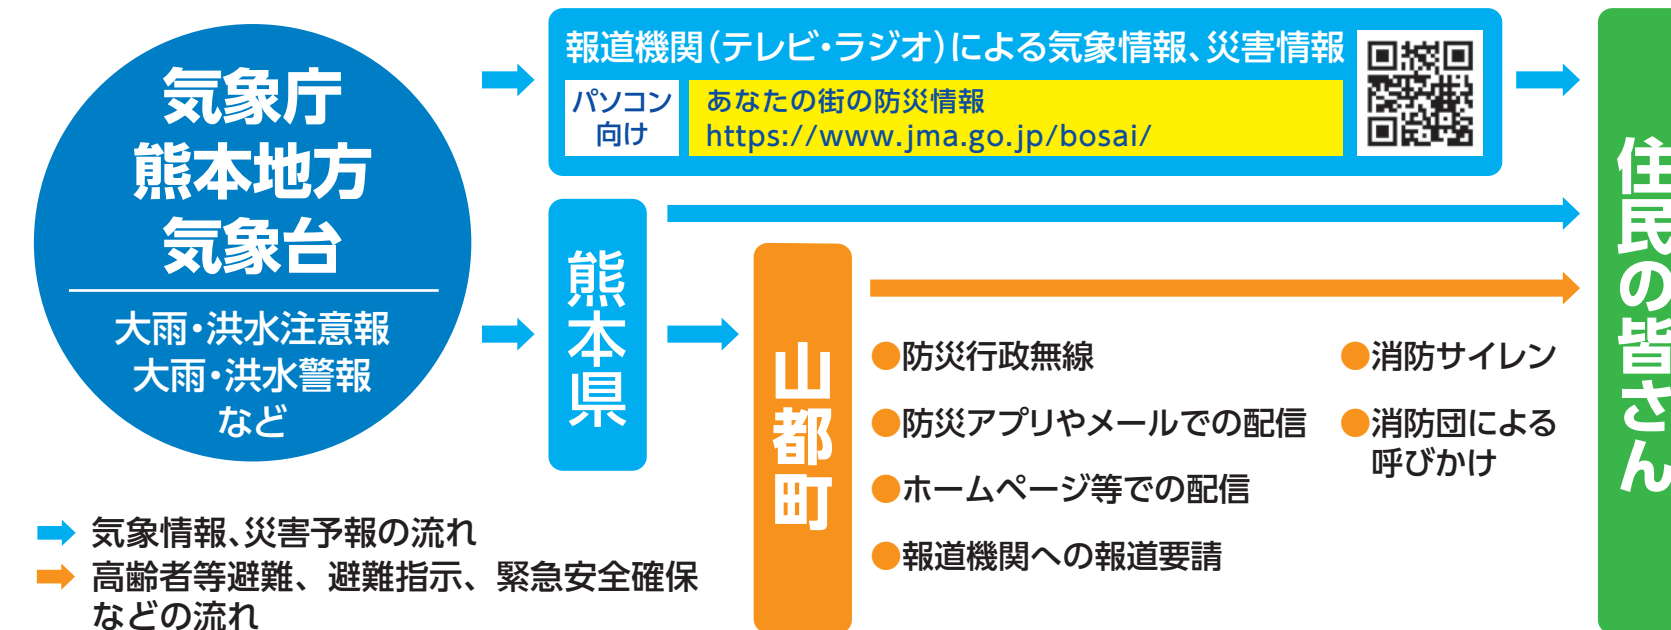 気象庁
熊本地方
気象台
大雨・洪水注意報
大雨・洪水警報
など
報道機関（テレビ・ラジオ）による気象情報、災害情報
パソコン
向け
あなたの街の防災情報
https://www.jma.go.jp/bosai/
熊本県
山都町
●防災行政無線
●防災アプリやメールでの配信
●ホームページ等での配信
●報道機関への報道要請
●消防サイレン
●消防団による
呼びかけ
住民の皆さん
気象情報、災害予報の流れ
高齢者等避難、避難指示、緊急安全確保
などの流れ